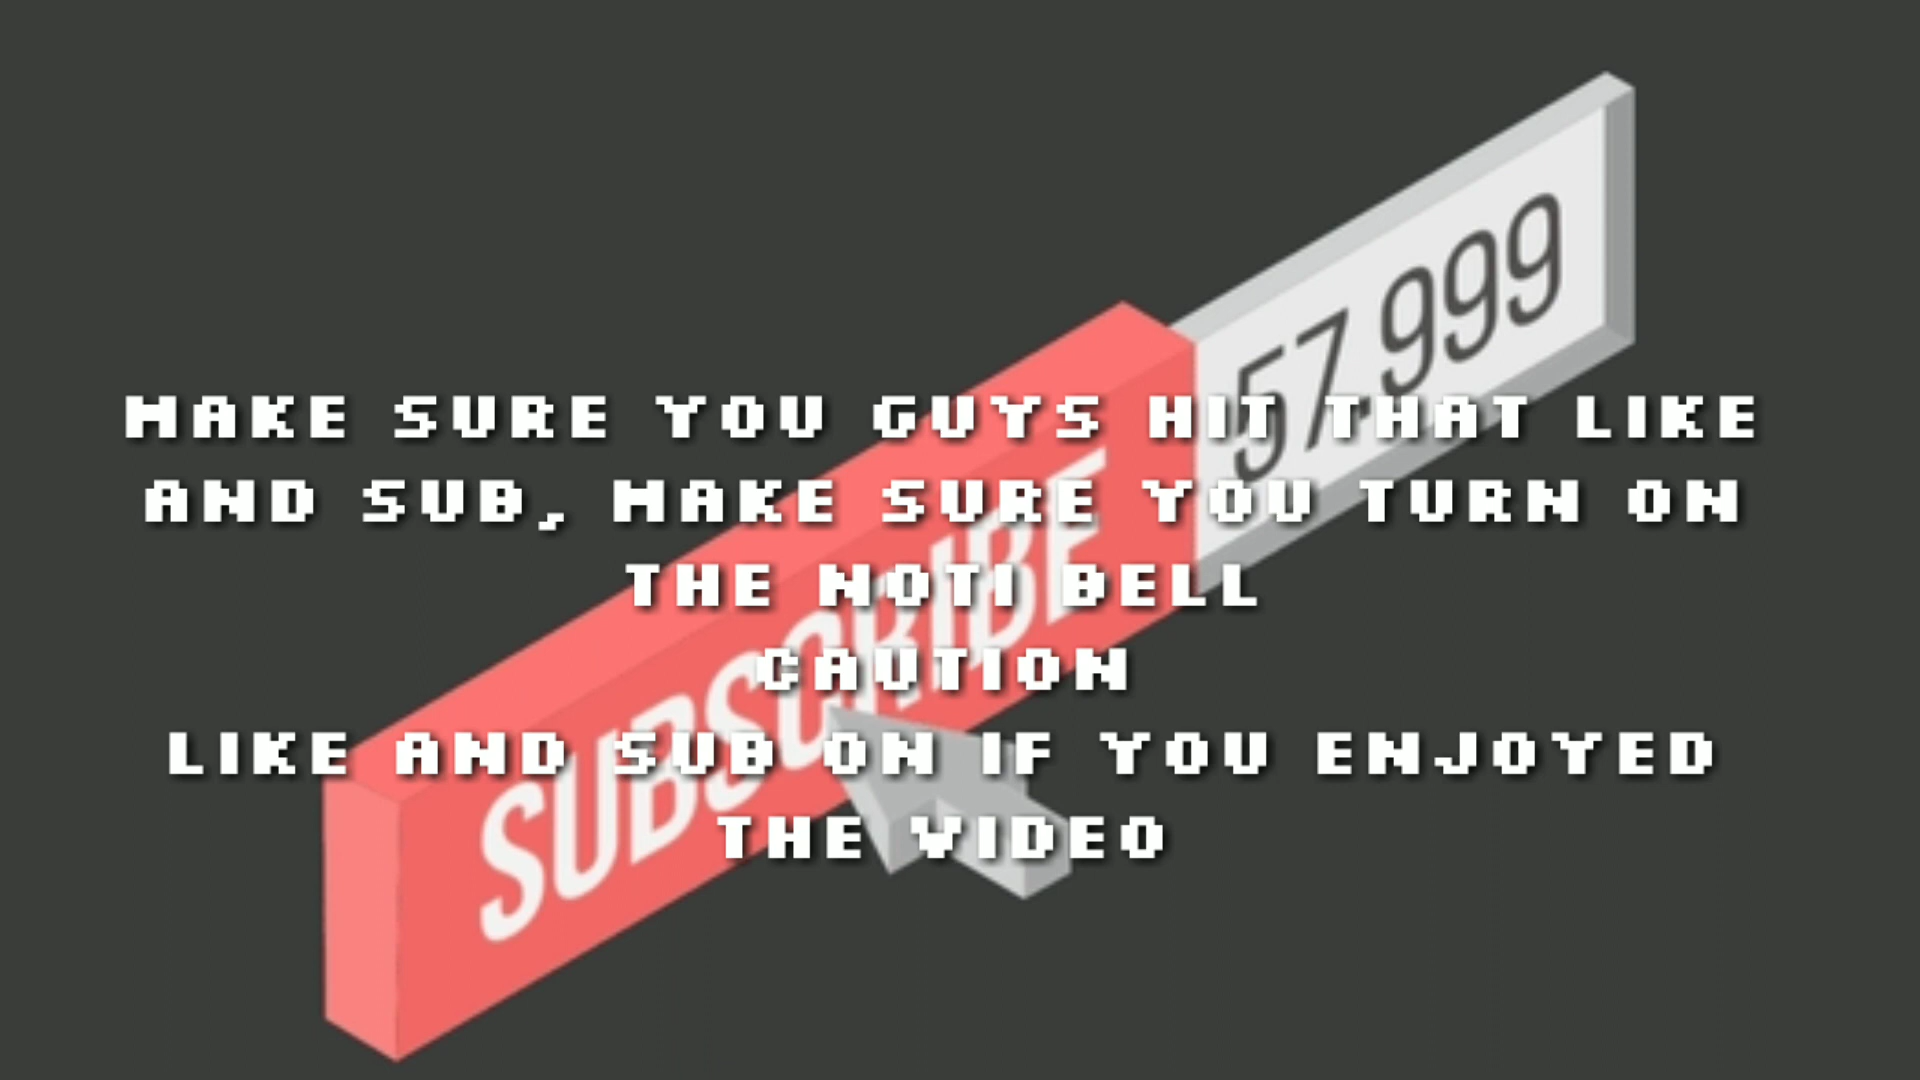 57.999
SUBSCRIBE
MAKE SURE YOU GUYS HIT THAT LIKE
AND SUB, MAKE SURE YOU TURN ON
THE NOTI BELL
CAUTION
LIKE AND SUB ON IF YOU ENJOYED
THE VIDEO